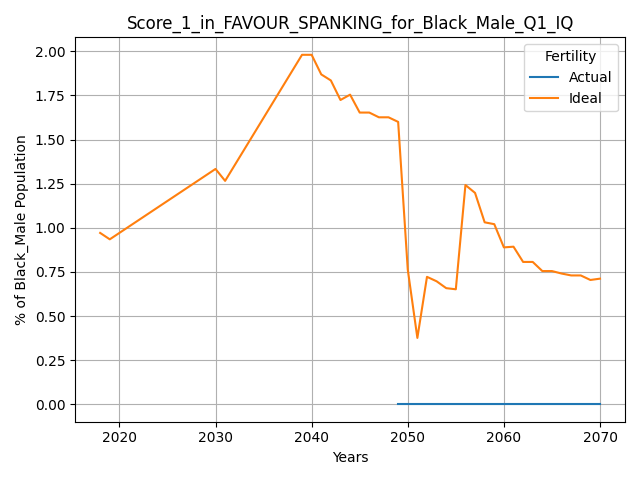 Score_1_in_FAVOUR_SPANKING_for_Black_Male_Q1_IQ
Fertility
Actual
Ideal
% of Black_Male Population
2.00
1.75
1.50
1.25
1.00
0.75
0.50
0.25
0.00
2020 2030 2040 2050 2060 2070
Years